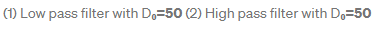 (1) Low pass filter with D₀=50 (2) High pass filter with D₀=50